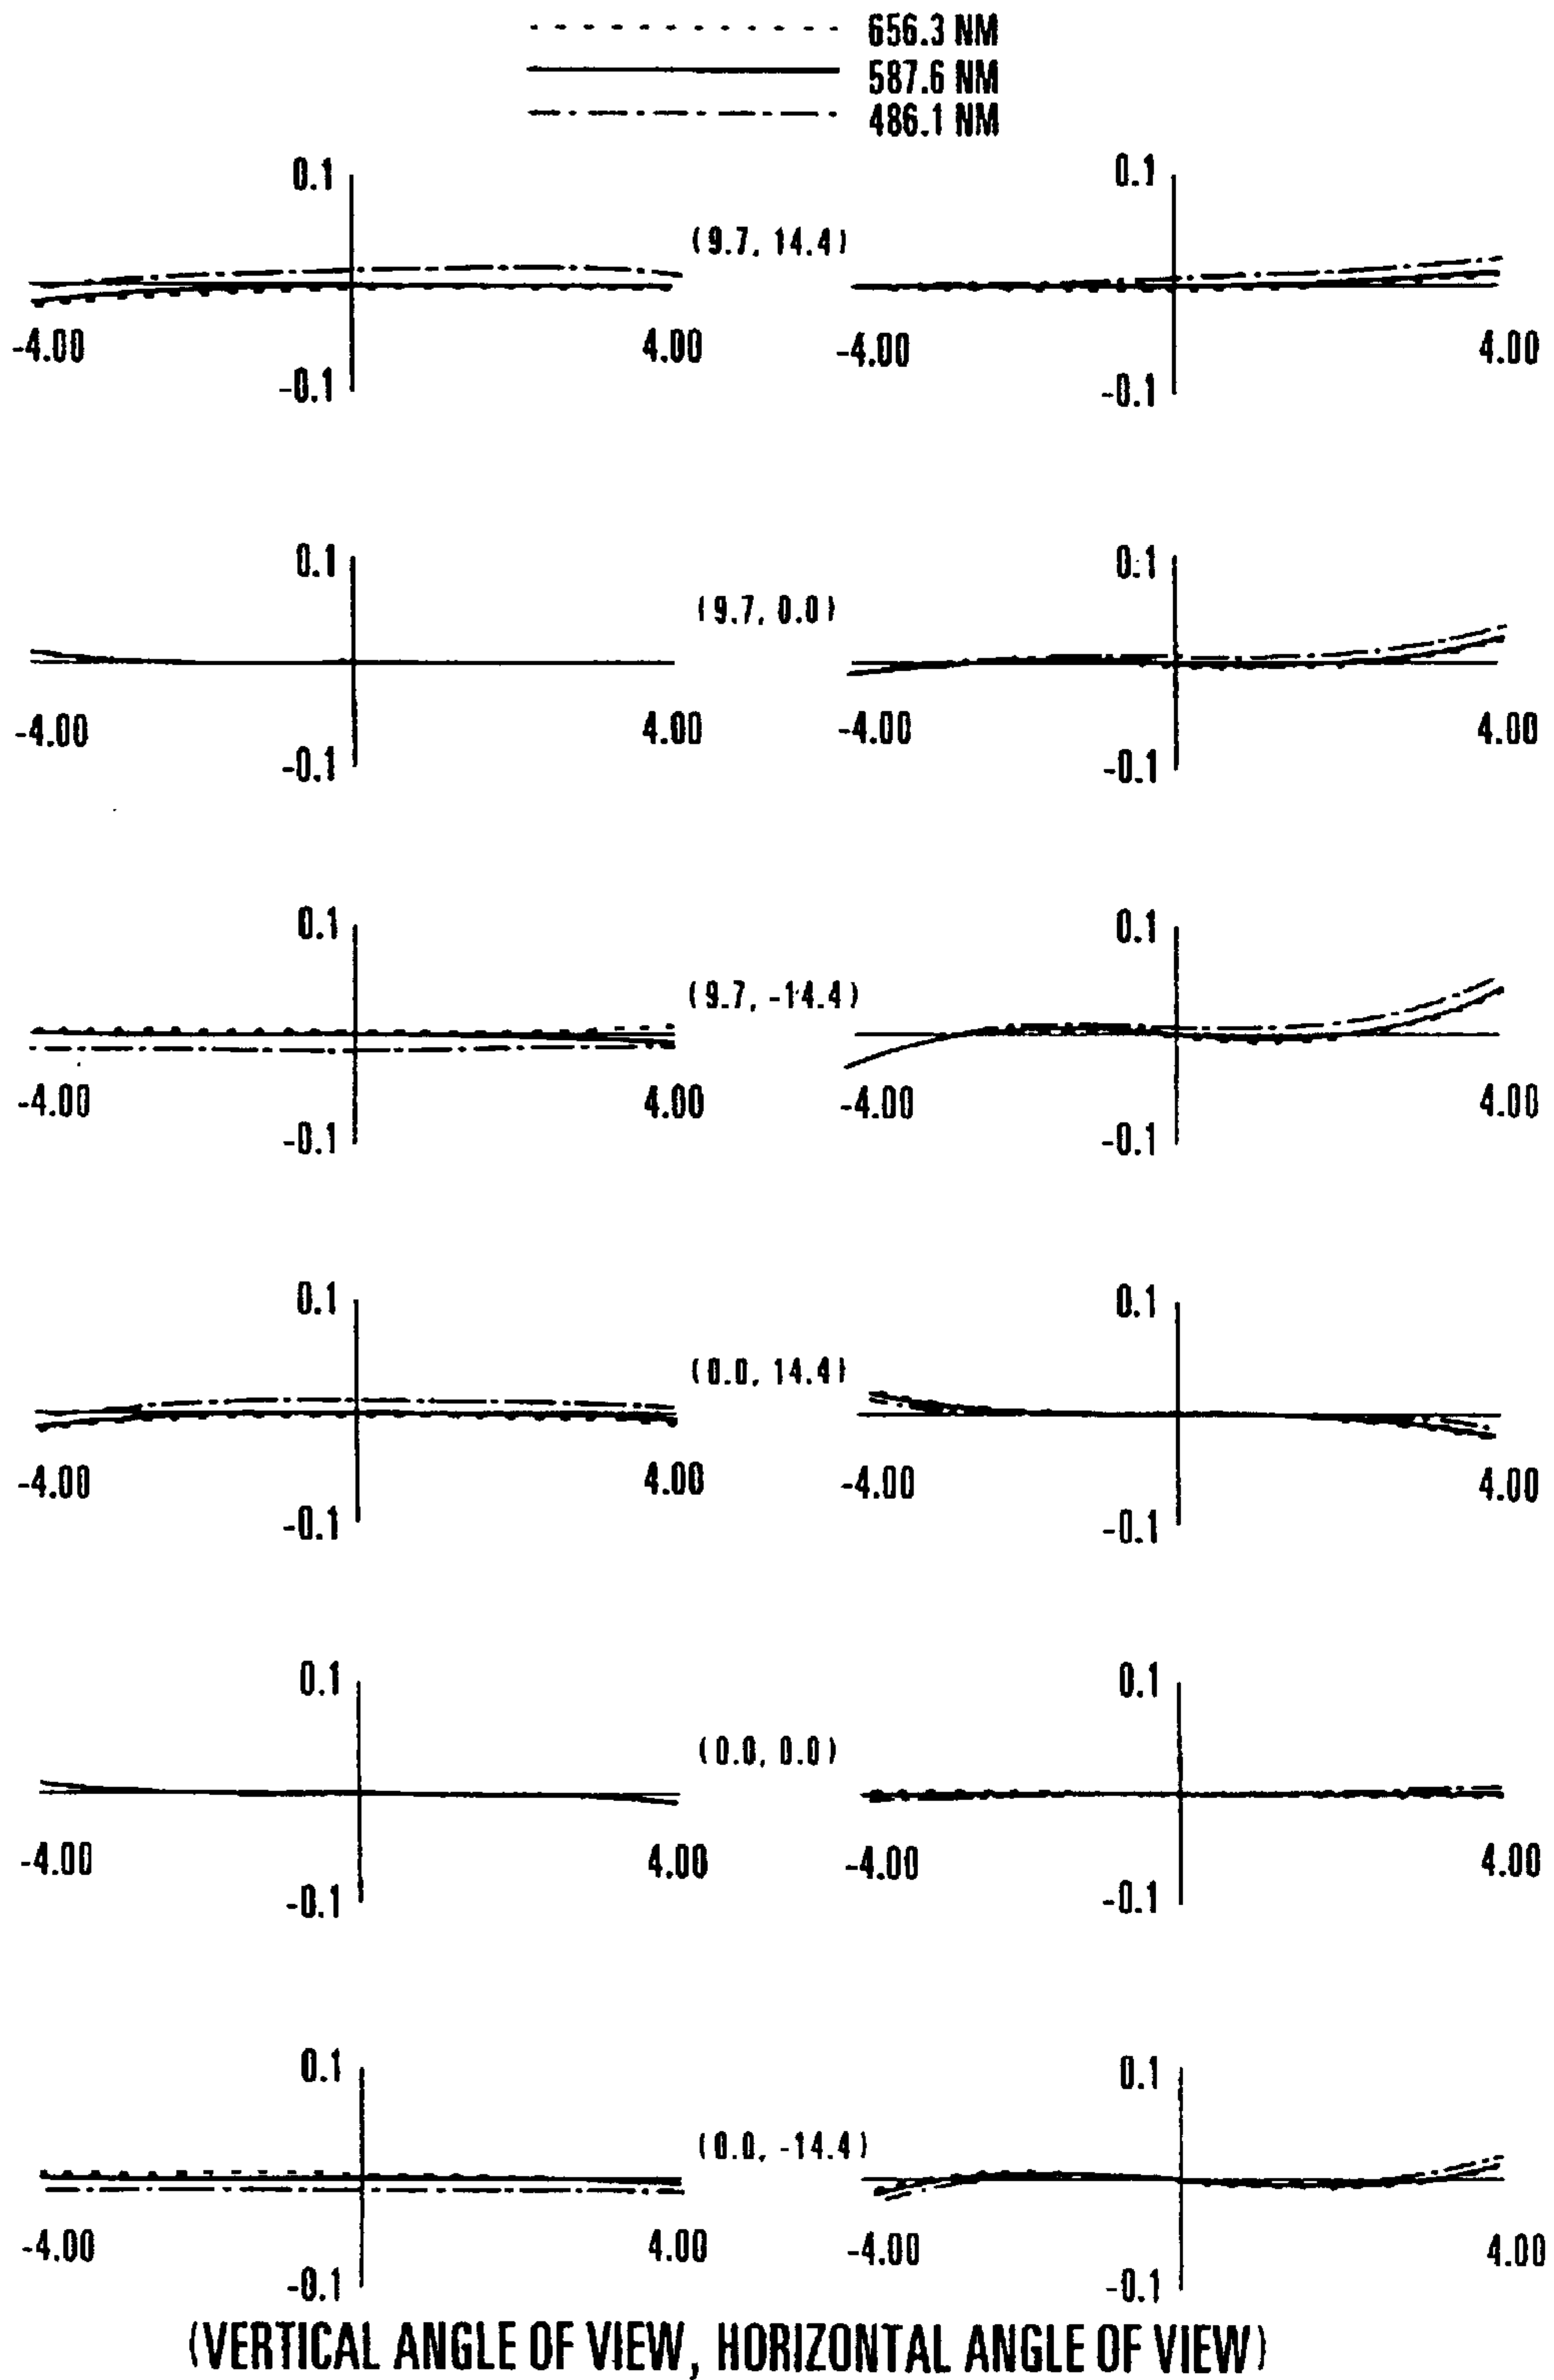 656.3 NM
587.6 NM
486.1 NM
0.1 0.1
(9.7, 14.4)
-4.00 4.00 -4.00 4.00
-0.1 -0.1
0.1 0.1
(9.7, 0.0)
-4.00 4.00 -4.00 4.00
-0.1 -0.1
0.1 0.1
(9.7, -14.4)
-4.00 4.00 -4.00 4.00
-0.1 -0.1
0.1 0.1
(0.0, 14.4)
-4.00 4.00 -4.00 4.00
-0.1 -0.1
0.1 0.1
(0.0, 0.0)
-4.00 4.00 -4.00 4.00
-0.1 -0.1
0.1 0.1
(0.0, -14.4)
-4.00 4.00 -4.00 4.00
-0.1 -0.1
(VERTICAL ANGLE OF VIEW, HORIZONTAL ANGLE OF VIEW)